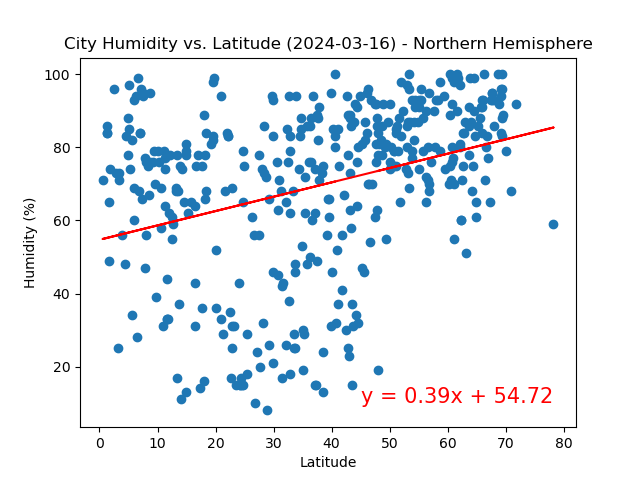 City Humidity vs. Latitude (2024-03-16) - Northern Hemisphere
100
80
60
40
20
Humidity (%)
y = 0.39x + 54.72
0 10 20 30 40 50 60 70 80
Latitude